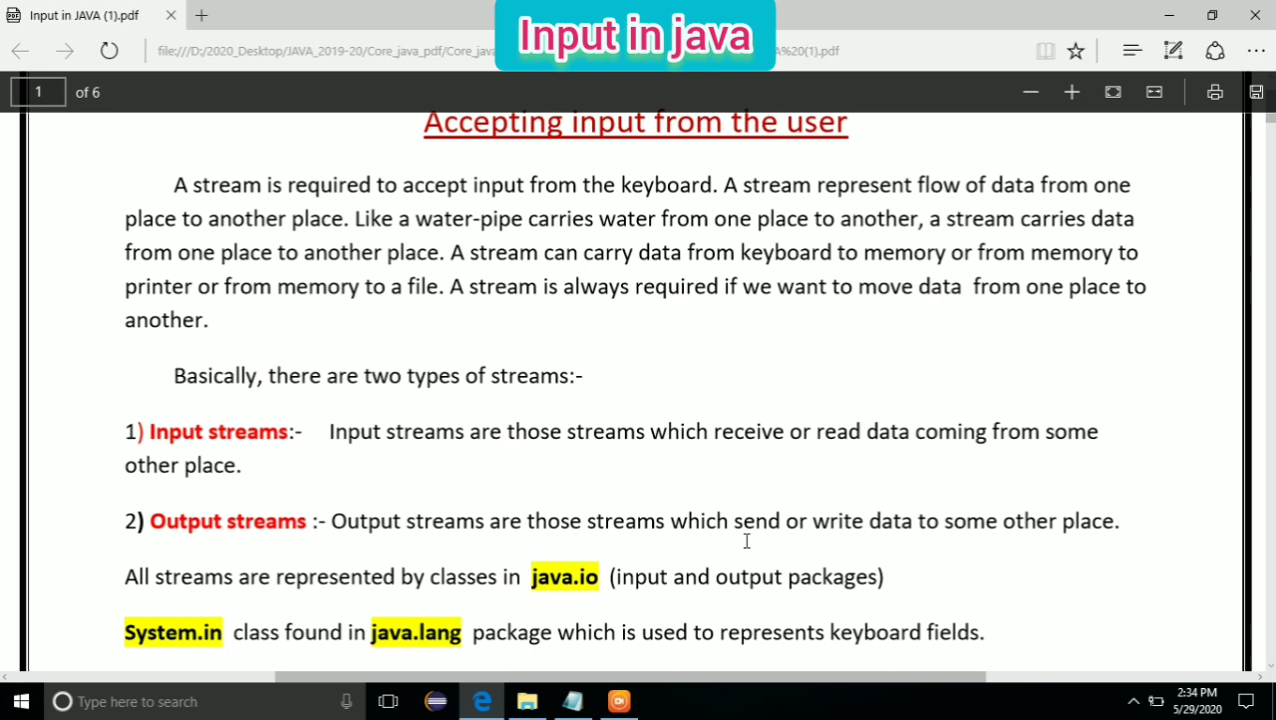 Input in JAVA (1).pdf
Input in java
file:///D:/2020_Desktop/JAVA_2019-20/Core_java_pdf/Core_jav
A%20(1).pdf
1 of 6
Accepting input from the user
A stream is required to accept input from the keyboard. A stream represent flow of data from one
place to another place. Like a water-pipe carries water from one place to another, a stream carries data
from one place to another place. A stream can carry data from keyboard to memory or from memory to
printer or from memory to a file. A stream is always required if we want to move data from one place to
another.
Basically, there are two types of streams:-
1) Input streams:- Input streams are those streams which receive or read data coming from some
other place.
2) Output streams :- Output streams are those streams which send or write data to some other place.
All streams are represented by classes in java.io (input and output packages)
System.in class found in java.lang package which is used to represents keyboard fields.
Type here to search
2:34 PM
5/29/2020